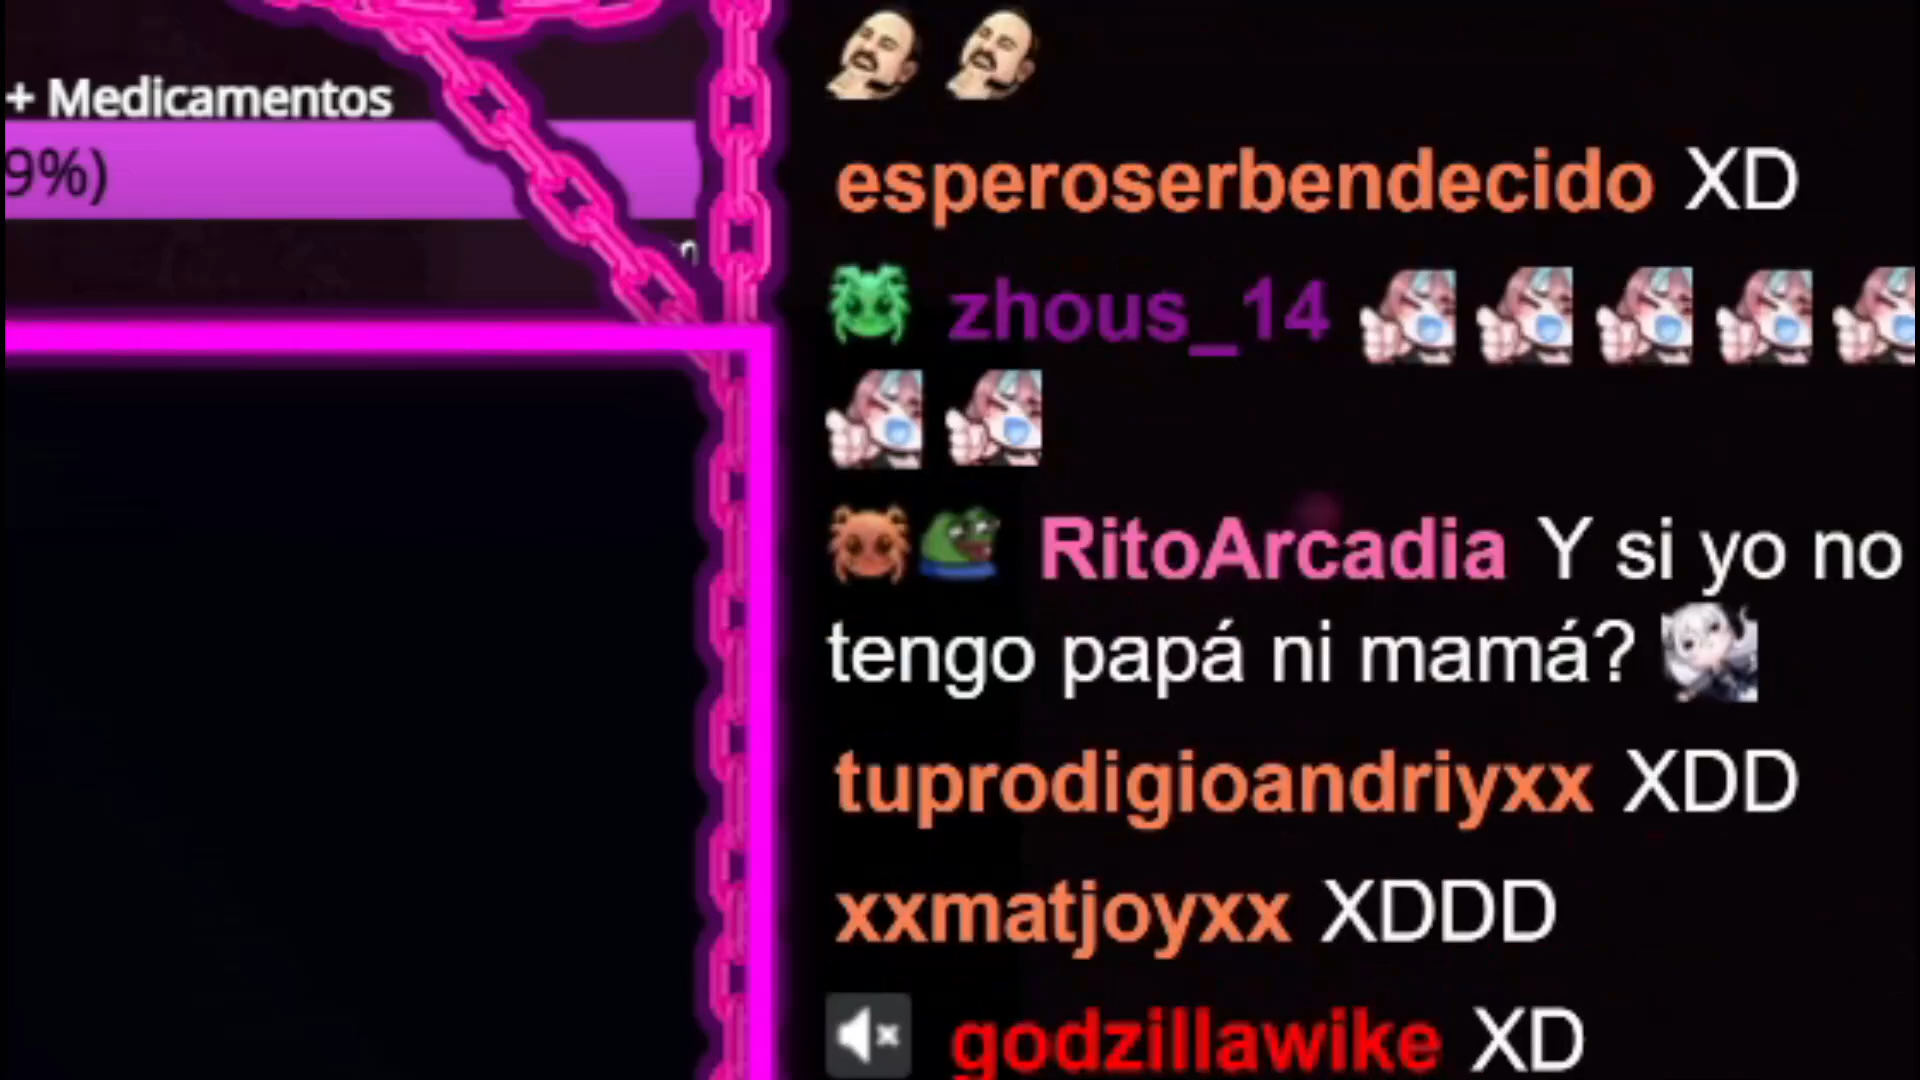 + Medicamentos
9%)
esperoserbendecido XD
zhous_14
RitoArcadia Y si yo no
tengo papá ni mamá?
tuprodigioandriyxx XDD
xxmatjoyxx XDDD
godzillawike XD